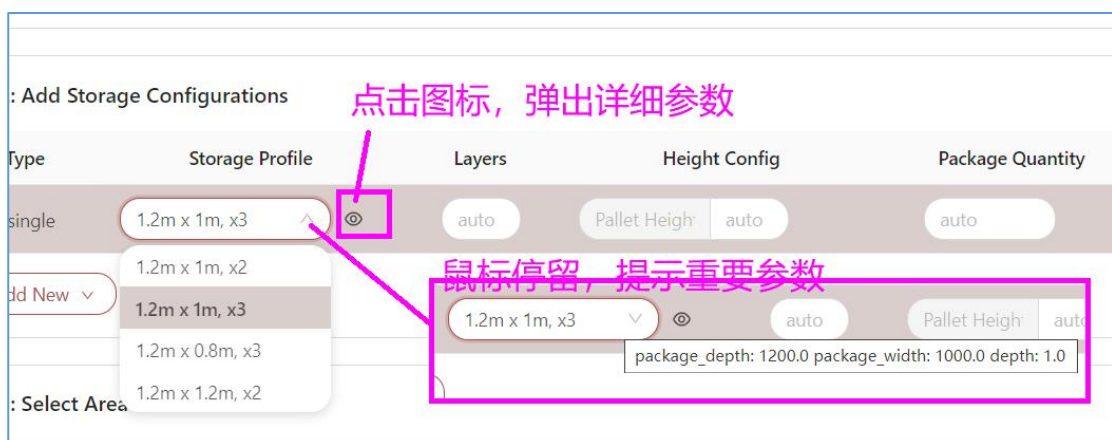 : Add Storage Configurations
点击图标，弹出详细参数
Type Storage Profile Layers Height Config Package Quantity
single 1.2m x 1m, x3 auto Pallet Heigh auto auto
1.2m x 1m, x2
鼠标停留，提示重要参数
dd New
1.2m x 1m, x3
1.2m x 1m, x3 auto Pallet Heigh auto
1.2m x 0.8m, x3
package_depth: 1200.0 package_width: 1000.0 depth: 1.0
1.2m x 1.2m, x2
: Select Area